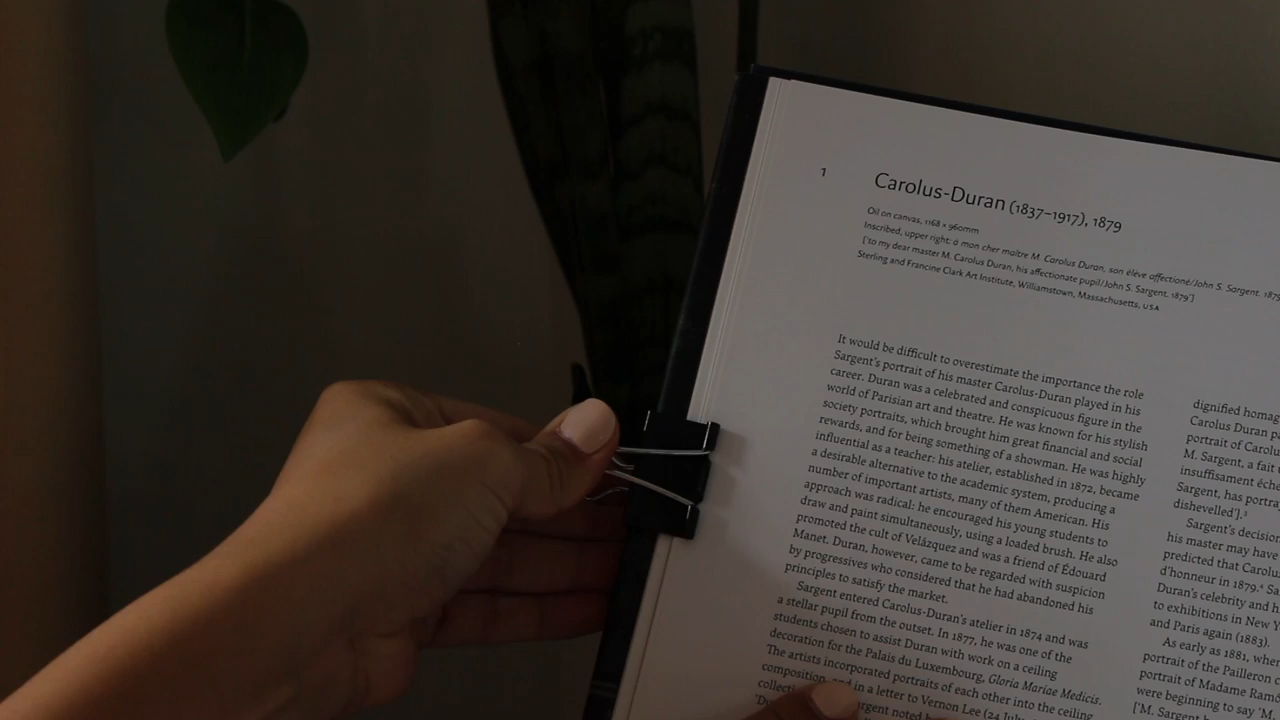 1
Carolus-Duran (1837–1917), 1879
Oil on canvas, 1168 × 960mm
Inscribed, upper right: à mon cher maître M. Carolus Duran, son élève affectioné/John S. Sargent. 1879
['to my dear master M. Carolus Duran, his affectionate pupil/John S. Sargent. 1879']
Sterling and Francine Clark Art Institute, Williamstown, Massachusetts, USA
It would be difficult to overestimate the importance the role
Sargent's portrait of his master Carolus-Duran played in his
career. Duran was a celebrated and conspicuous figure in the
world of Parisian art and theatre. He was known for his stylish
society portraits, which brought him great financial and social
rewards, and for being something of a showman. He was highly
influential as a teacher: his atelier, established in 1872, became
a desirable alternative to the academic system, producing a
number of important artists, many of them American. His
approach was radical: he encouraged his young students to
draw and paint simultaneously, using a loaded brush. He also
promoted the cult of Velázquez and was a friend of Édouard
Manet. Duran, however, came to be regarded with suspicion
by progressives who considered that he had abandoned his
principles to satisfy the market.
Sargent entered Carolus-Duran's atelier in 1874 and was
a stellar pupil from the outset. In 1877, he was one of the
students chosen to assist Duran with work on a ceiling
decoration for the Palais du Luxembourg, Gloria Mariae Medicis.
The artists incorporated portraits of each other into the ceiling
composition, and in a letter to Vernon Lee (24 July
dignified homag
Carolus Duran p
portrait of Carolu
M. Sargent, a fait
insuffisament éche
Sargent, has portra
dishevelled'].³
Sargent's decision
his master may have
predicted that Carolu
d'honneur in 1879.⁴ Sa
Duran's celebrity and h
to exhibitions in New Y
and Paris again (1883).
As early as 1881, when
portrait of the Pailleron c
portrait of Madame Ramó
were beginning to say 'M
['M. Sargent